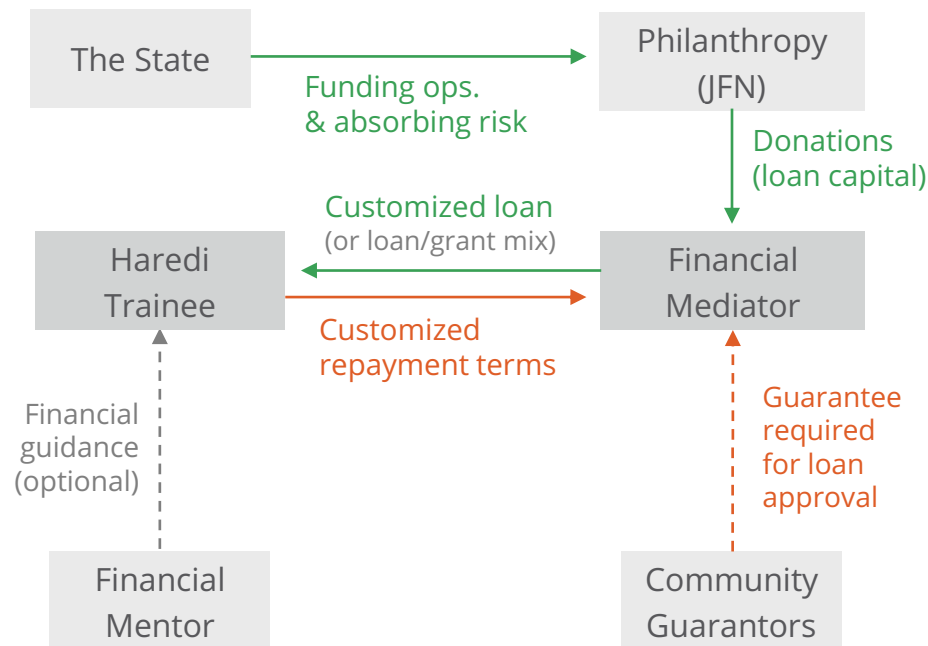 The State
Philanthropy
(JFN)
Funding ops.
& absorbing risk
Donations
(loan capital)
Customized loan
(or loan/grant mix)
Haredi
Trainee
Financial
Mediator
Customized
repayment terms
Financial
guidance
(optional)
Guarantee
required
for loan
approval
Financial
Mentor
Community
Guarantors